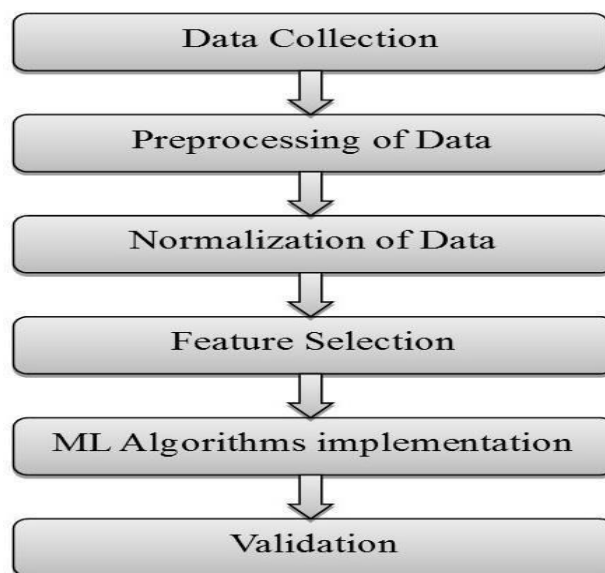 Data Collection
Preprocessing of Data
Normalization of Data
Feature Selection
ML Algorithms implementation
Validation